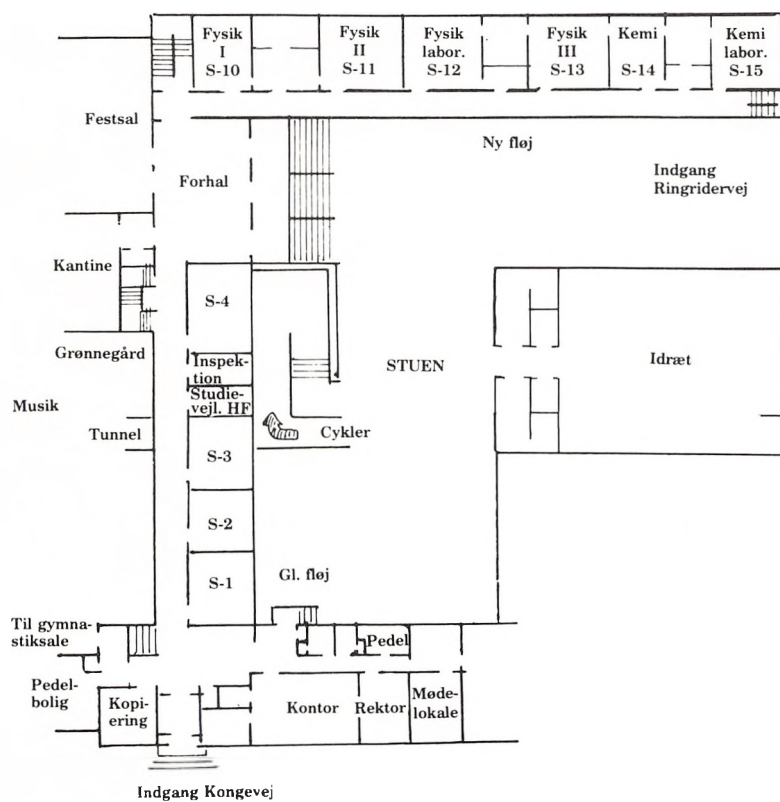 Fysik
I
S-10
Fysik
II
S-11
Fysik
labor.
S-12
Fysik
III
S-13
Kemi
S-14
Kemi
labor.
S-15
Festsal
Ny fløj
Forhal
Indgang
Ringridervej
Kantine
S-4
Grønnegård
Inspek-
tion
STUEN
Idræt
Studie-
vejl. HF
Musik
Tunnel
Cykler
S-3
S-2
S-1
Gl. fløj
Til gymna-
stiksale
Pedel
Pedel-
bolig
Kopi-
ering
Kontor
Rektor
Møde-
lokale
Indgang Kongevej